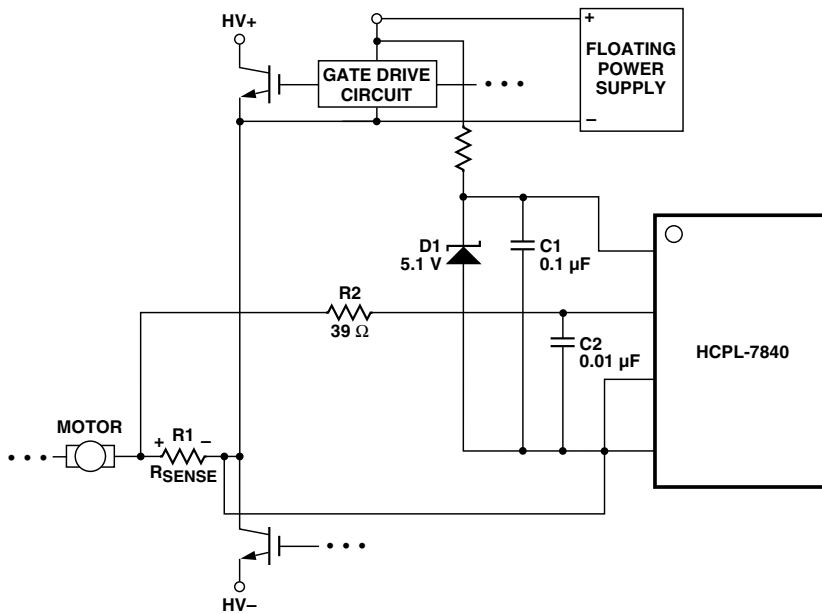 HV+
+
FLOATING
POWER
SUPPLY
–
GATE DRIVE
CIRCUIT
• • •
D1
5.1 V
C1
0.1 µF
R2
39 Ω
C2
0.01 µF
HCPL-7840
MOTOR
• • •
+ R1 –
RSENSE
• • •
HV–